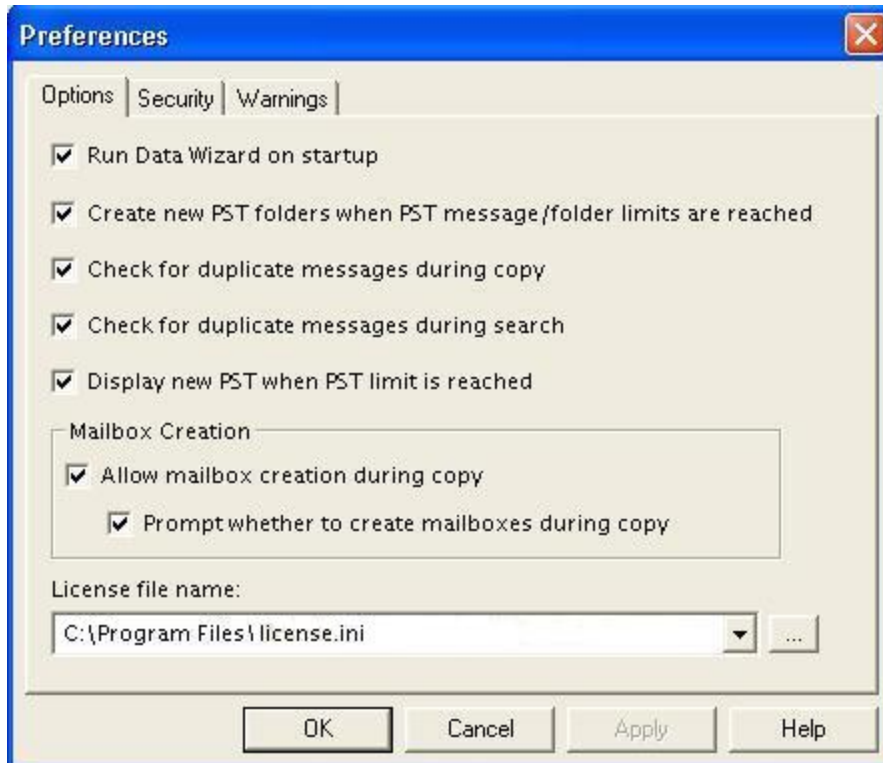 Preferences
Options Security Warnings
Run Data Wizard on startup
Create new PST folders when PST message/folder limits are reached
Check for duplicate messages during copy
Check for duplicate messages during search
Display new PST when PST limit is reached
Mailbox Creation
Allow mailbox creation during copy
Prompt whether to create mailboxes during copy
License file name:
C:\Program Files\license.ini ...
OK Cancel Apply Help